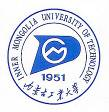 INNER MONGOLIA UNIVERSITY OF TECHNOLOGY
1951
内蒙古工业大学